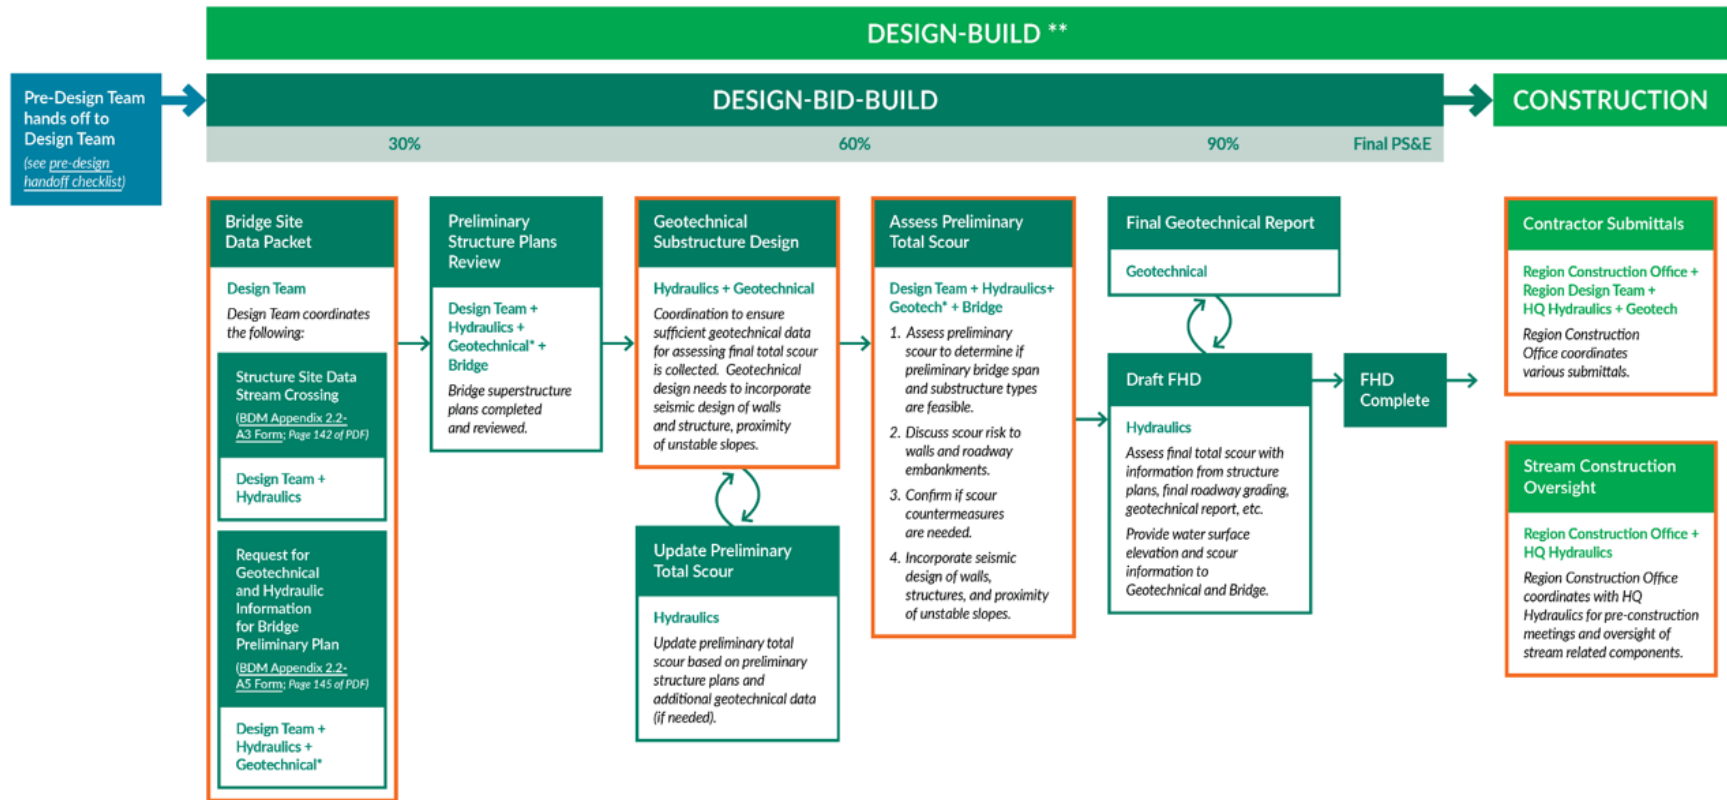 DESIGN-BUILD **
Pre-Design Team
hands off to
Design Team
(see pre-design
handoff checklist)
DESIGN-BID-BUILD
CONSTRUCTION
30%
60%
90%
Final PS&E
Bridge Site
Data Packet
Design Team
Design Team coordinates
the following:
Structure Site Data
Stream Crossing
(BDM Appendix 2.2-
A3 Form; Page 142 of PDF)
Design Team +
Hydraulics
Request for
Geotechnical
and Hydraulic
Information
for Bridge
Preliminary Plan
(BDM Appendix 2.2-
A5 Form; Page 145 of PDF)
Design Team +
Hydraulics +
Geotechnical*
Preliminary
Structure Plans
Review
Design Team +
Hydraulics +
Geotechnical* +
Bridge
Bridge superstructure
plans completed
and reviewed.
Geotechnical
Substructure Design
Hydraulics + Geotechnical
Coordination to ensure
sufficient geotechnical data
for assessing final total scour
is collected. Geotechnical
design needs to incorporate
seismic design of walls
and structure, proximity
of unstable slopes.
Update Preliminary
Total Scour
Hydraulics
Update preliminary total
scour based on preliminary
structure plans and
additional geotechnical data
(if needed).
Assess Preliminary
Total Scour
Design Team + Hydraulics+
Geotech* + Bridge
1. Assess preliminary
scour to determine if
preliminary bridge span
and substructure types
are feasible.
2. Discuss scour risk to
walls and roadway
embankments.
3. Confirm if scour
countermeasures
are needed.
4. Incorporate seismic
design of walls,
structures, and proximity
of unstable slopes.
Final Geotechnical Report
Geotechnical
Draft FHD
Hydraulics
Assess final total scour with
information from structure
plans, final roadway grading,
geotechnical report, etc.
Provide water surface
elevation and scour
information to
Geotechnical and Bridge.
FHD
Complete
Contractor Submittals
Region Construction Office +
Region Design Team +
HQ Hydraulics + Geotech
Region Construction
Office coordinates
various submittals.
Stream Construction
Oversight
Region Construction Office +
HQ Hydraulics
Region Construction Office
coordinates with HQ
Hydraulics for pre-construction
meetings and oversight of
stream related components.